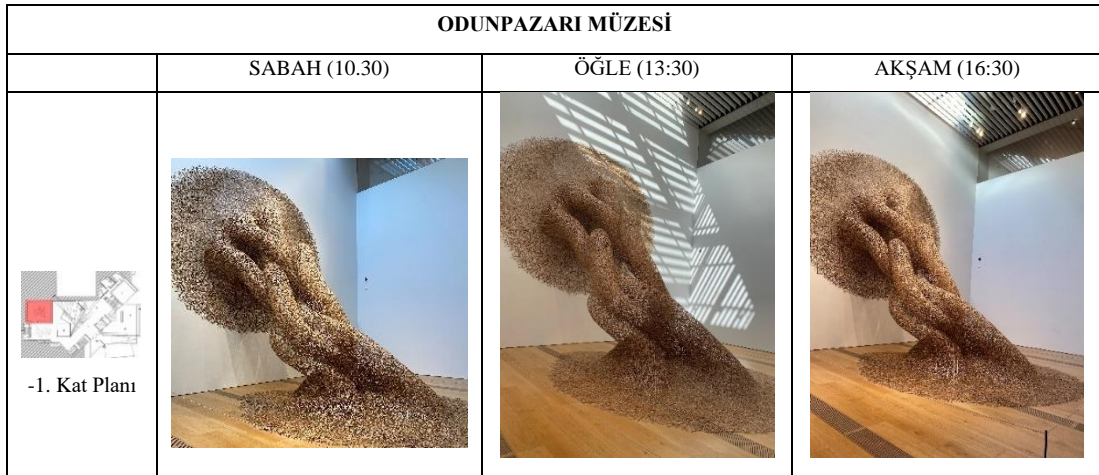 ODUNPAZARI MÜZESİ
SABAH (10.30) ÖĞLE (13:30) AKŞAM (16:30)
-1. Kat Planı